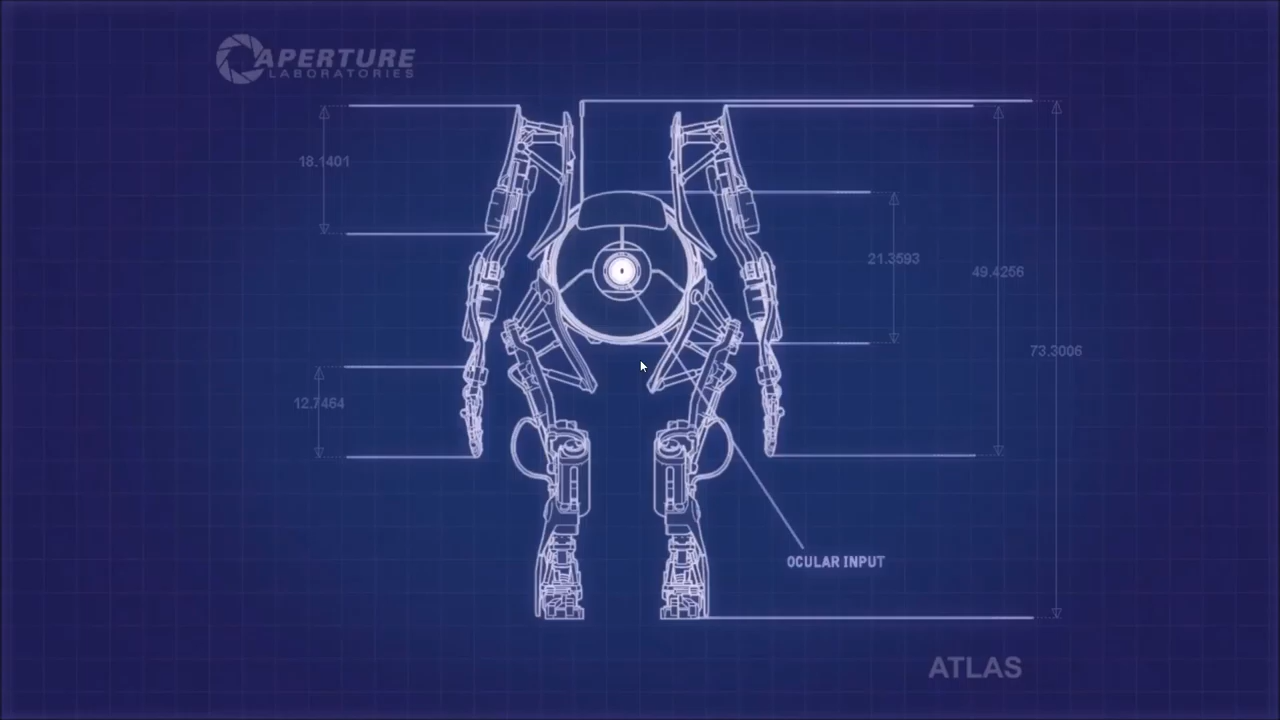 APERTURE
LABORATORIES
18.1401
21.3593
49.4256
73.3006
12.7464
OCULAR INPUT
ATLAS